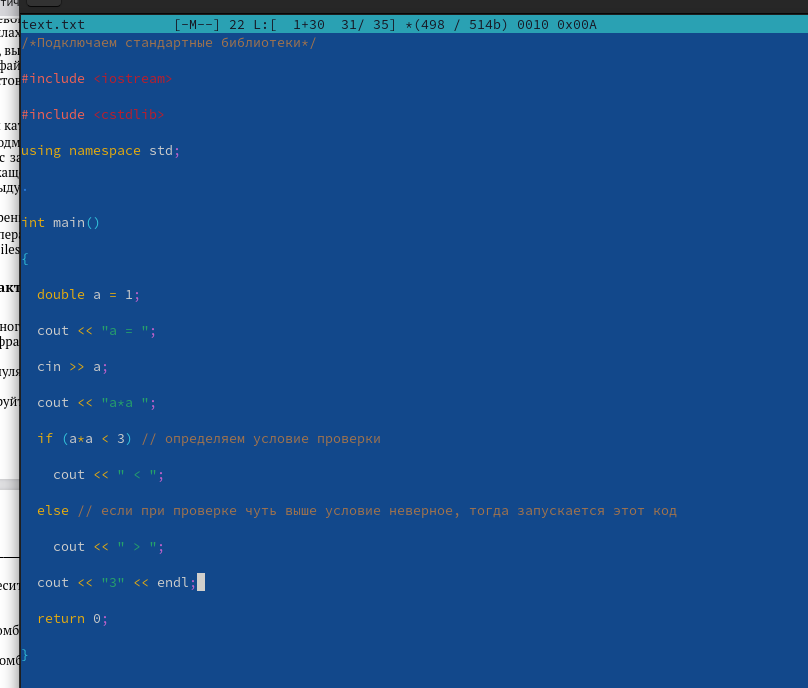 text.txt [-M--] 22 L:[ 1+30 31/ 35] *(498 / 514b) 0010 0x00A
/*Подключаем стандартные библиотеки*/
#include <iostream>
#include <cstdlib>
using namespace std;
int main()
{
double a = 1;
cout << "a = ";
cin >> a;
cout << "a*a ";
if (a*a < 3) // определяем условие проверки
cout << " < ";
else // если при проверке чуть выше условие неверное, тогда запускается этот код
cout << " > ";
cout << "3" << endl;
return 0;
}